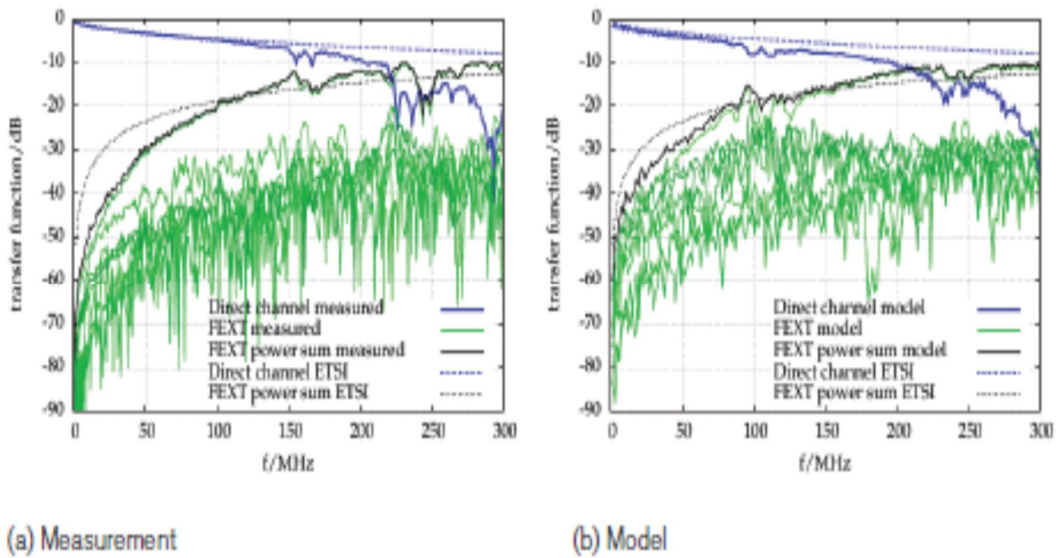 0
-10
-20
-30
-40
-50
-60
-70
-80
-90
transfer function/dB
Direct channel measured
FEXT measured
FEXT power sum measured
Direct channel ETSI
FEXT power sum ETSI
0 50 100 150 200 250 300
f/MHz
(a) Measurement
0
-10
-20
-30
-40
-50
-60
-70
-80
-90
transfer function/dB
Direct channel model
FEXT model
FEXT power sum model
Direct channel ETSI
FEXT power sum ETSI
0 50 100 150 200 250 300
f/MHz
(b) Model